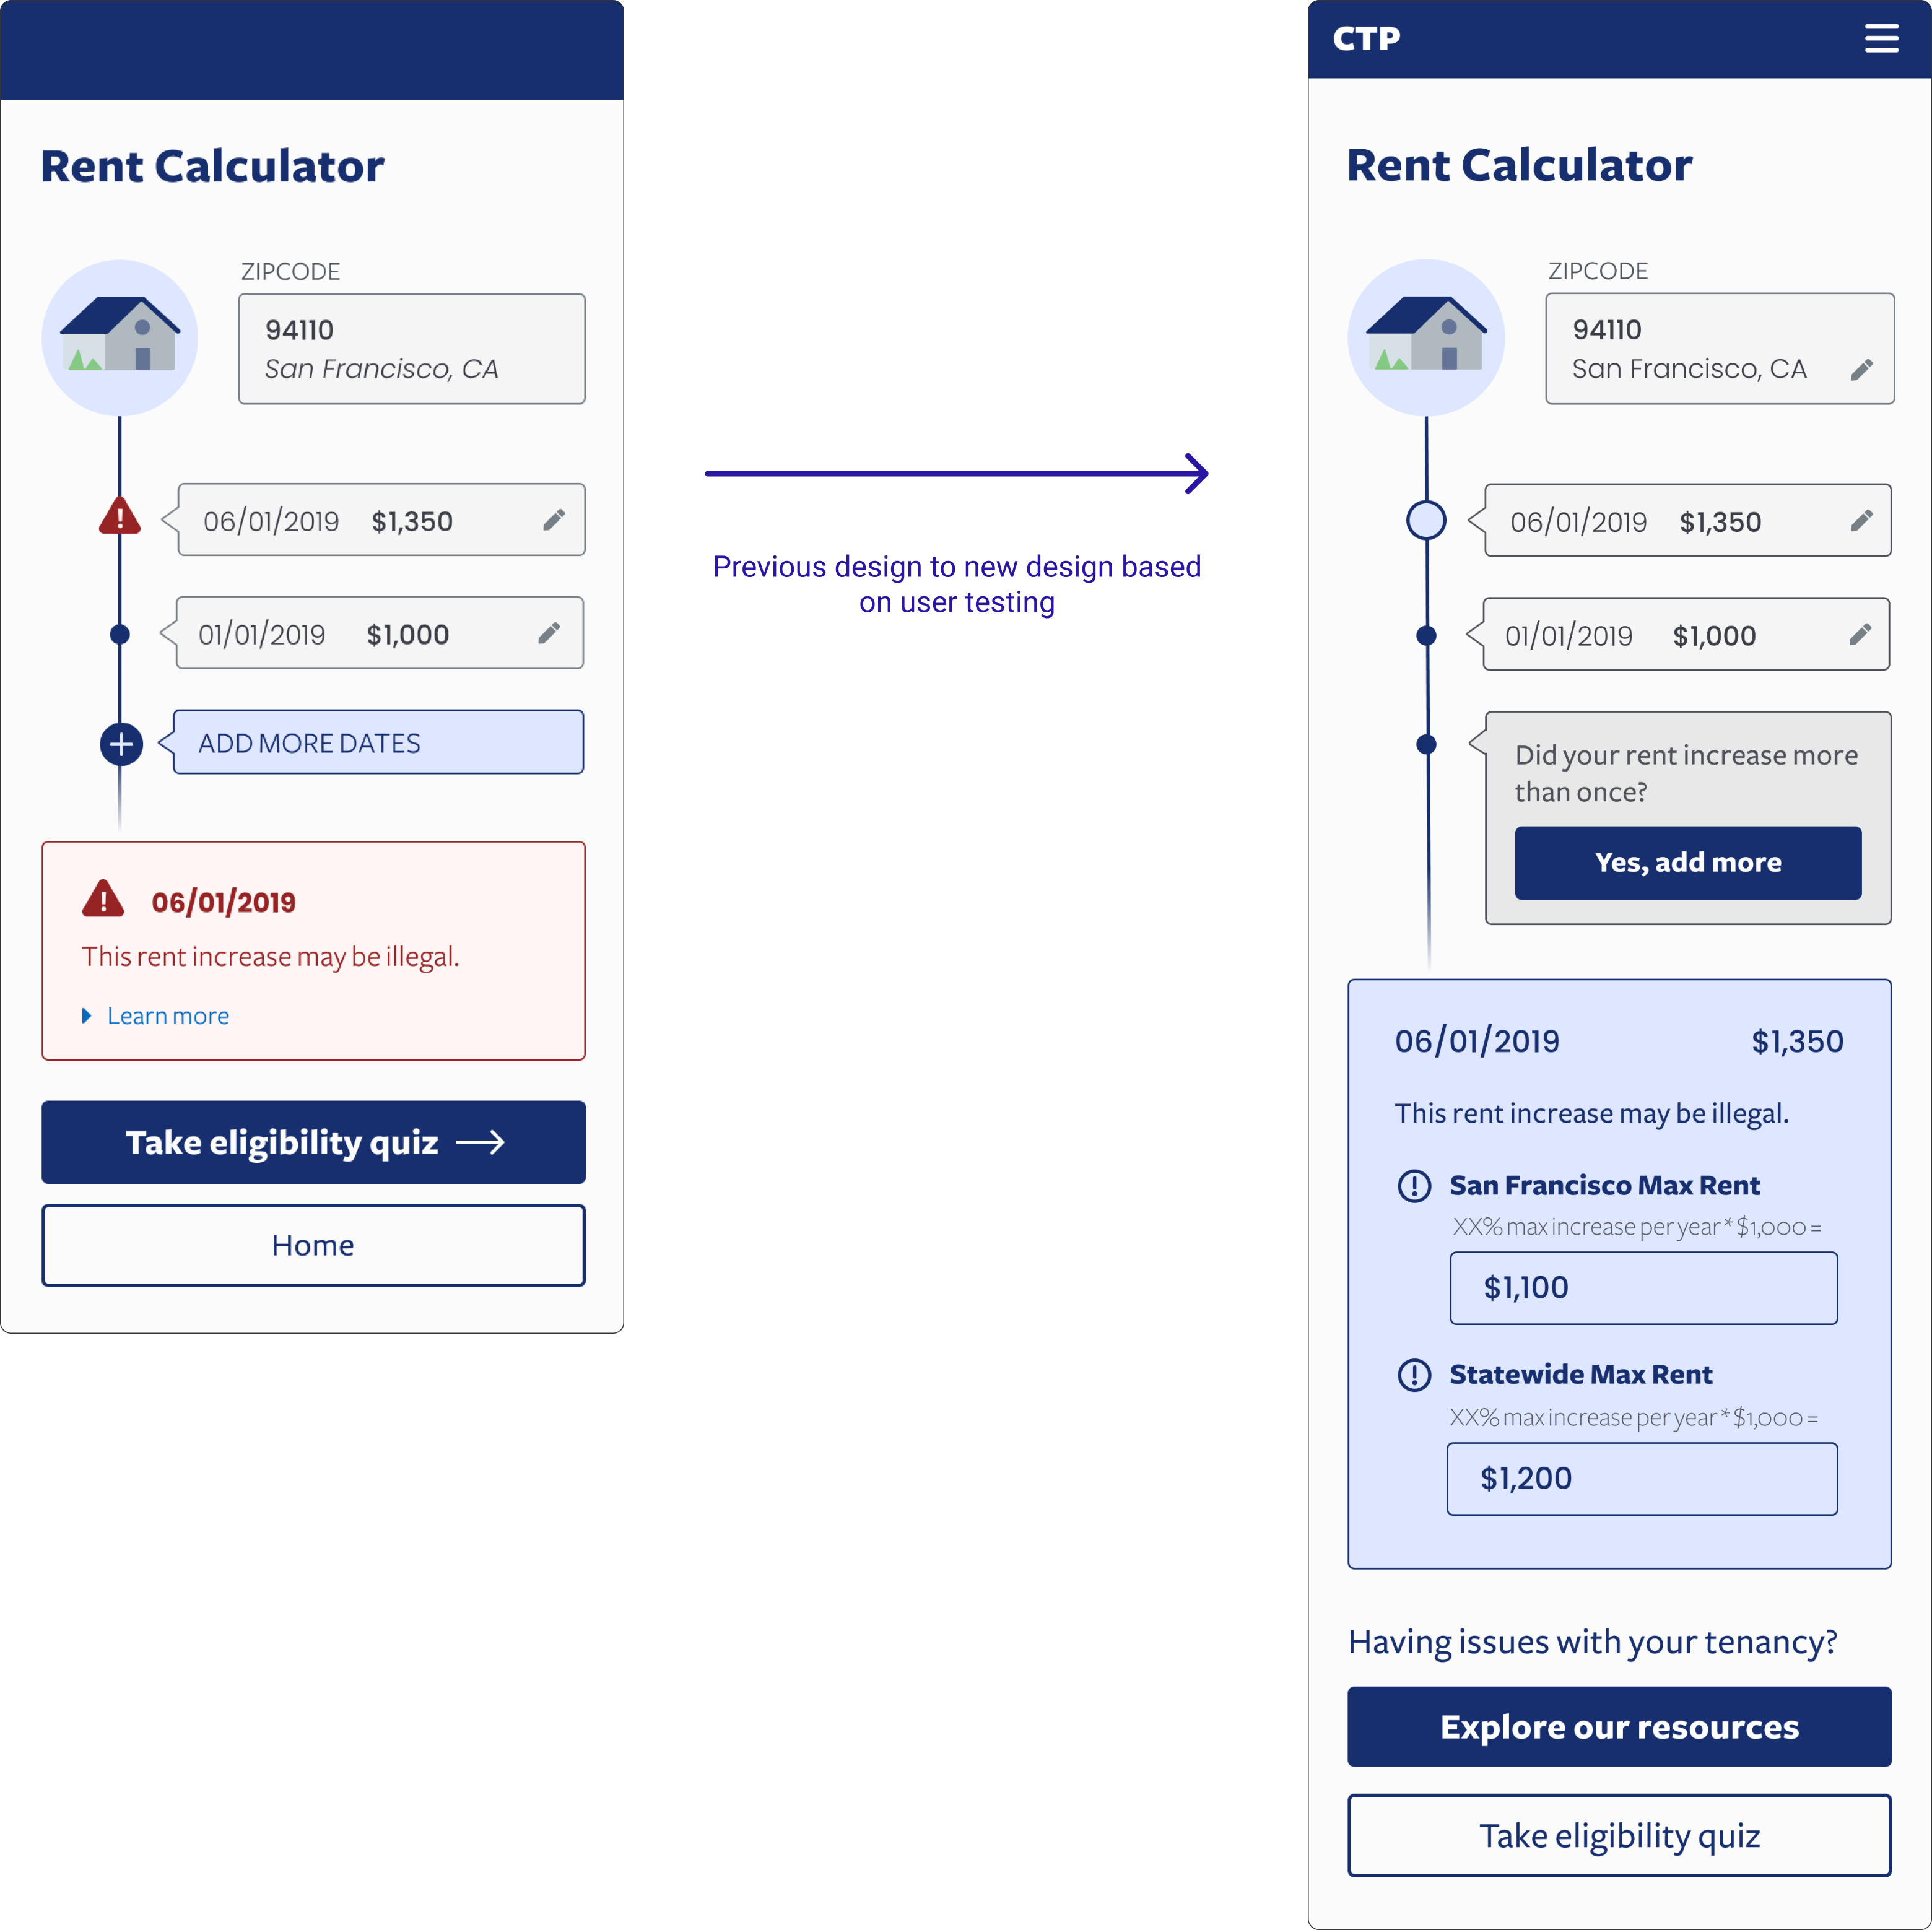 Rent Calculator
ZIPCODE
94110
San Francisco, CA
06/01/2019 $1,350
01/01/2019 $1,000
ADD MORE DATES
06/01/2019
This rent increase may be illegal.
Learn more
Take eligibility quiz
Home
Previous design to new design based
on user testing
CTP
Rent Calculator
ZIPCODE
94110
San Francisco, CA
06/01/2019 $1,350
01/01/2019 $1,000
Did your rent increase more
than once?
Yes, add more
06/01/2019 $1,350
This rent increase may be illegal.
San Francisco Max Rent
XX% max increase per year * $1,000 =
$1,100
Statewide Max Rent
XX% max increase per year * $1,000 =
$1,200
Having issues with your tenancy?
Explore our resources
Take eligibility quiz